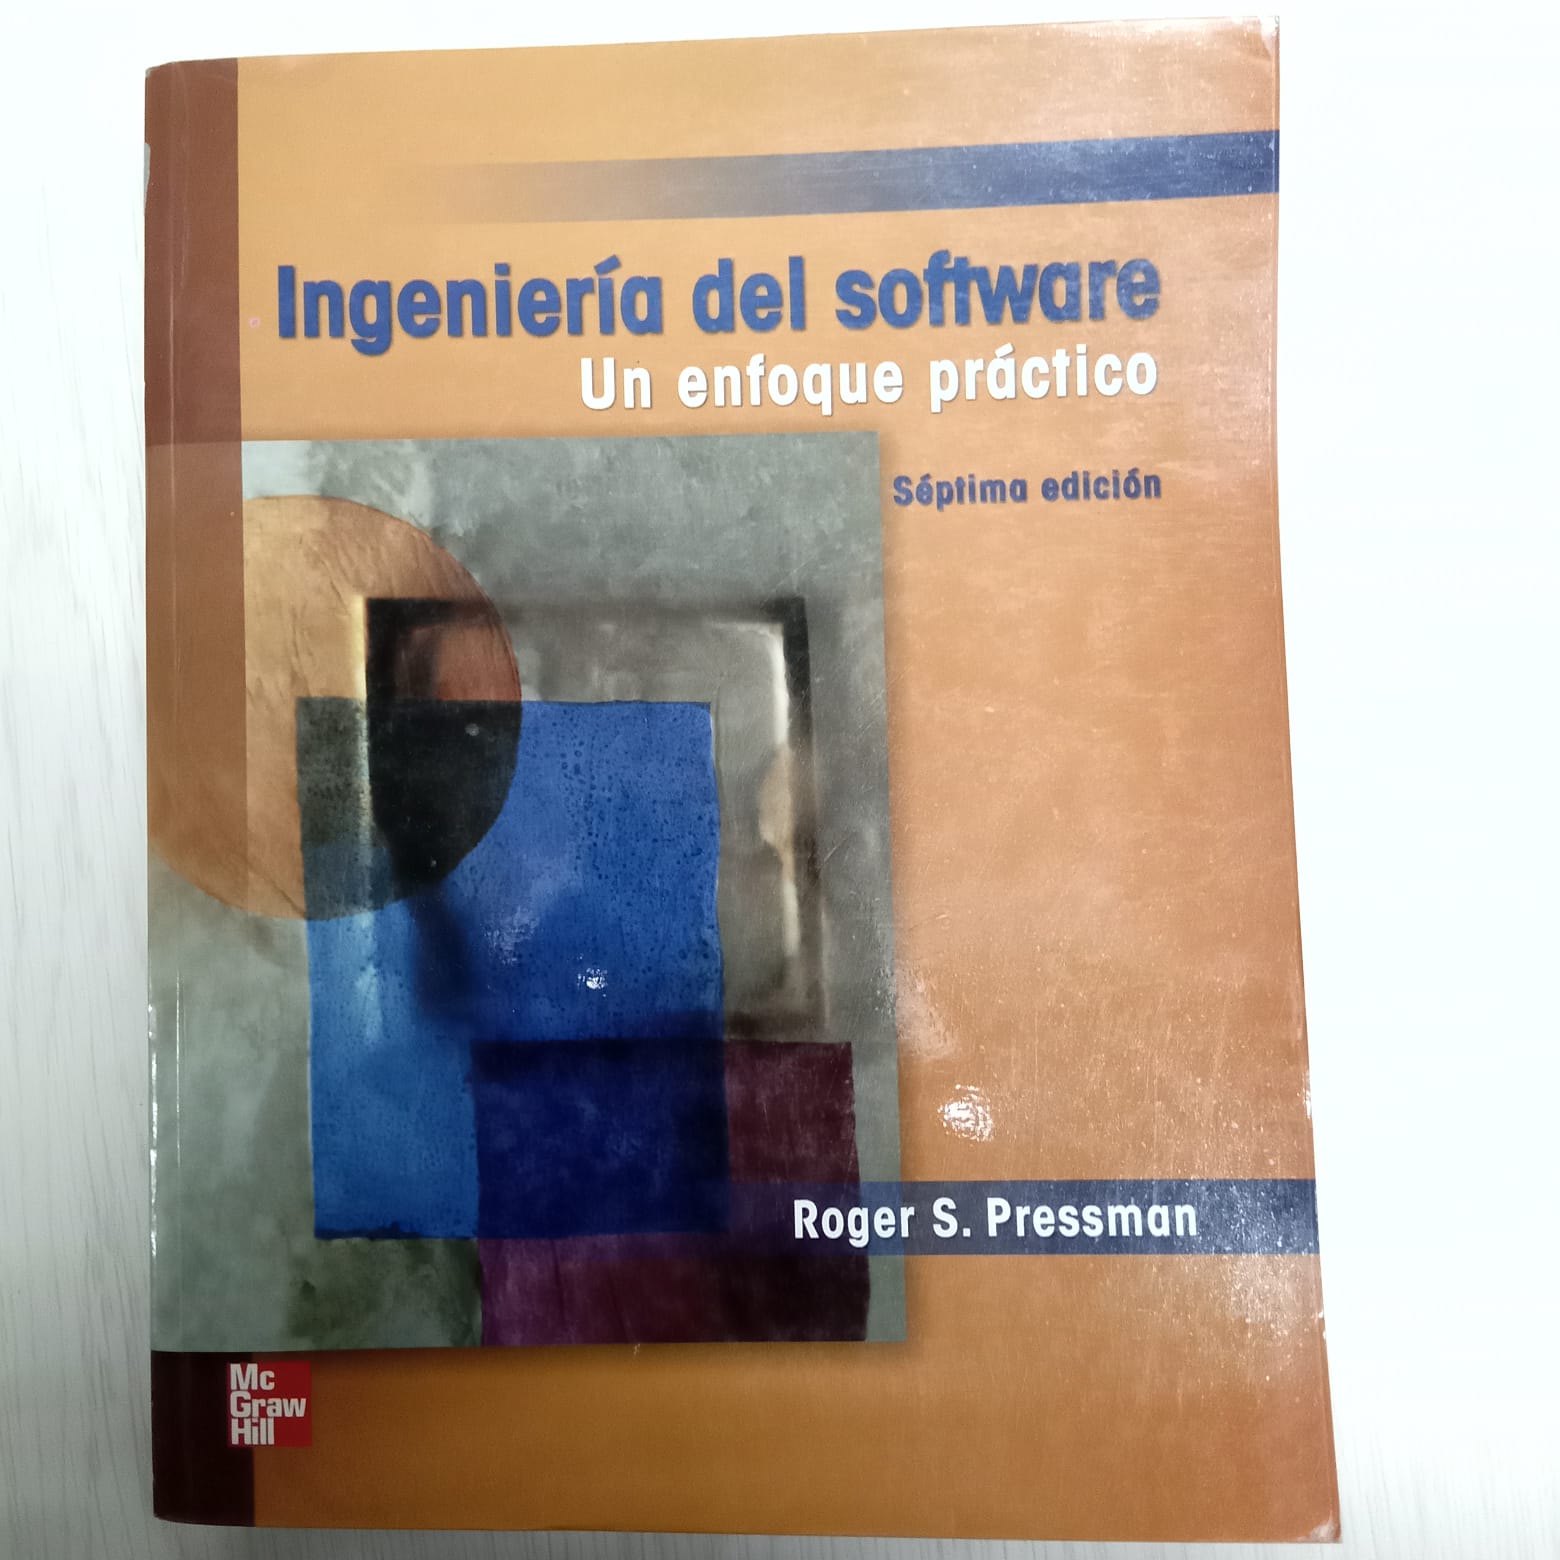 Ingeniería del software
Un enfoque práctico
Séptima edición
Roger S. Pressman
Mc
Graw
Hill